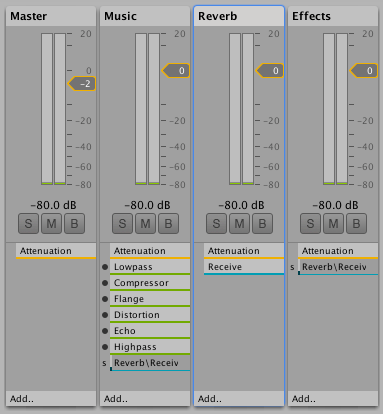 Master
20
0
-2
-20
-40
-60
-80
-80.0 dB
S M B
Attenuation
Add..
Music
20
0
-20
-40
-60
-80
-80.0 dB
S M B
Attenuation
Lowpass
Compressor
Flange
Distortion
Echo
Highpass
s Reverb\Receiv
Add..
Reverb
20
0
-20
-40
-60
-80
-80.0 dB
S M B
Attenuation
Receive
Add..
Effects
20
0
-20
-40
-60
-80
-80.0 dB
S M B
Attenuation
s Reverb\Receiv
Add..